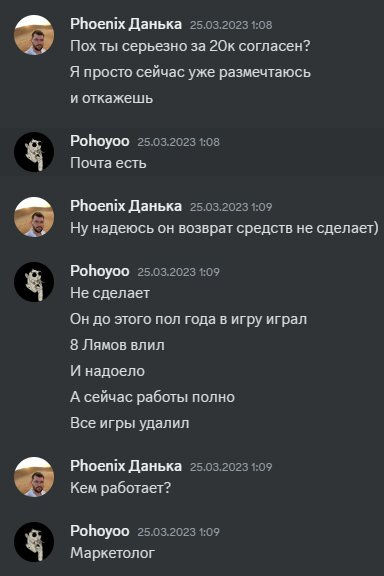 Phoenix Данька 25.03.2023 1:08
Пох ты серьезно за 20к согласен?
Я просто сейчас уже размечтаюсь
и откажешь
Pohoyoo 25.03.2023 1:08
Почта есть
Phoenix Данька 25.03.2023 1:09
Ну надеюсь он возврат средств не сделает)
Pohoyoo 25.03.2023 1:09
Не сделает
Он до этого пол года в игру играл
8 Лямов влил
И надоело
А сейчас работы полно
Все игры удалил
Phoenix Данька 25.03.2023 1:09
Кем работает?
Pohoyoo 25.03.2023 1:09
Маркетолог